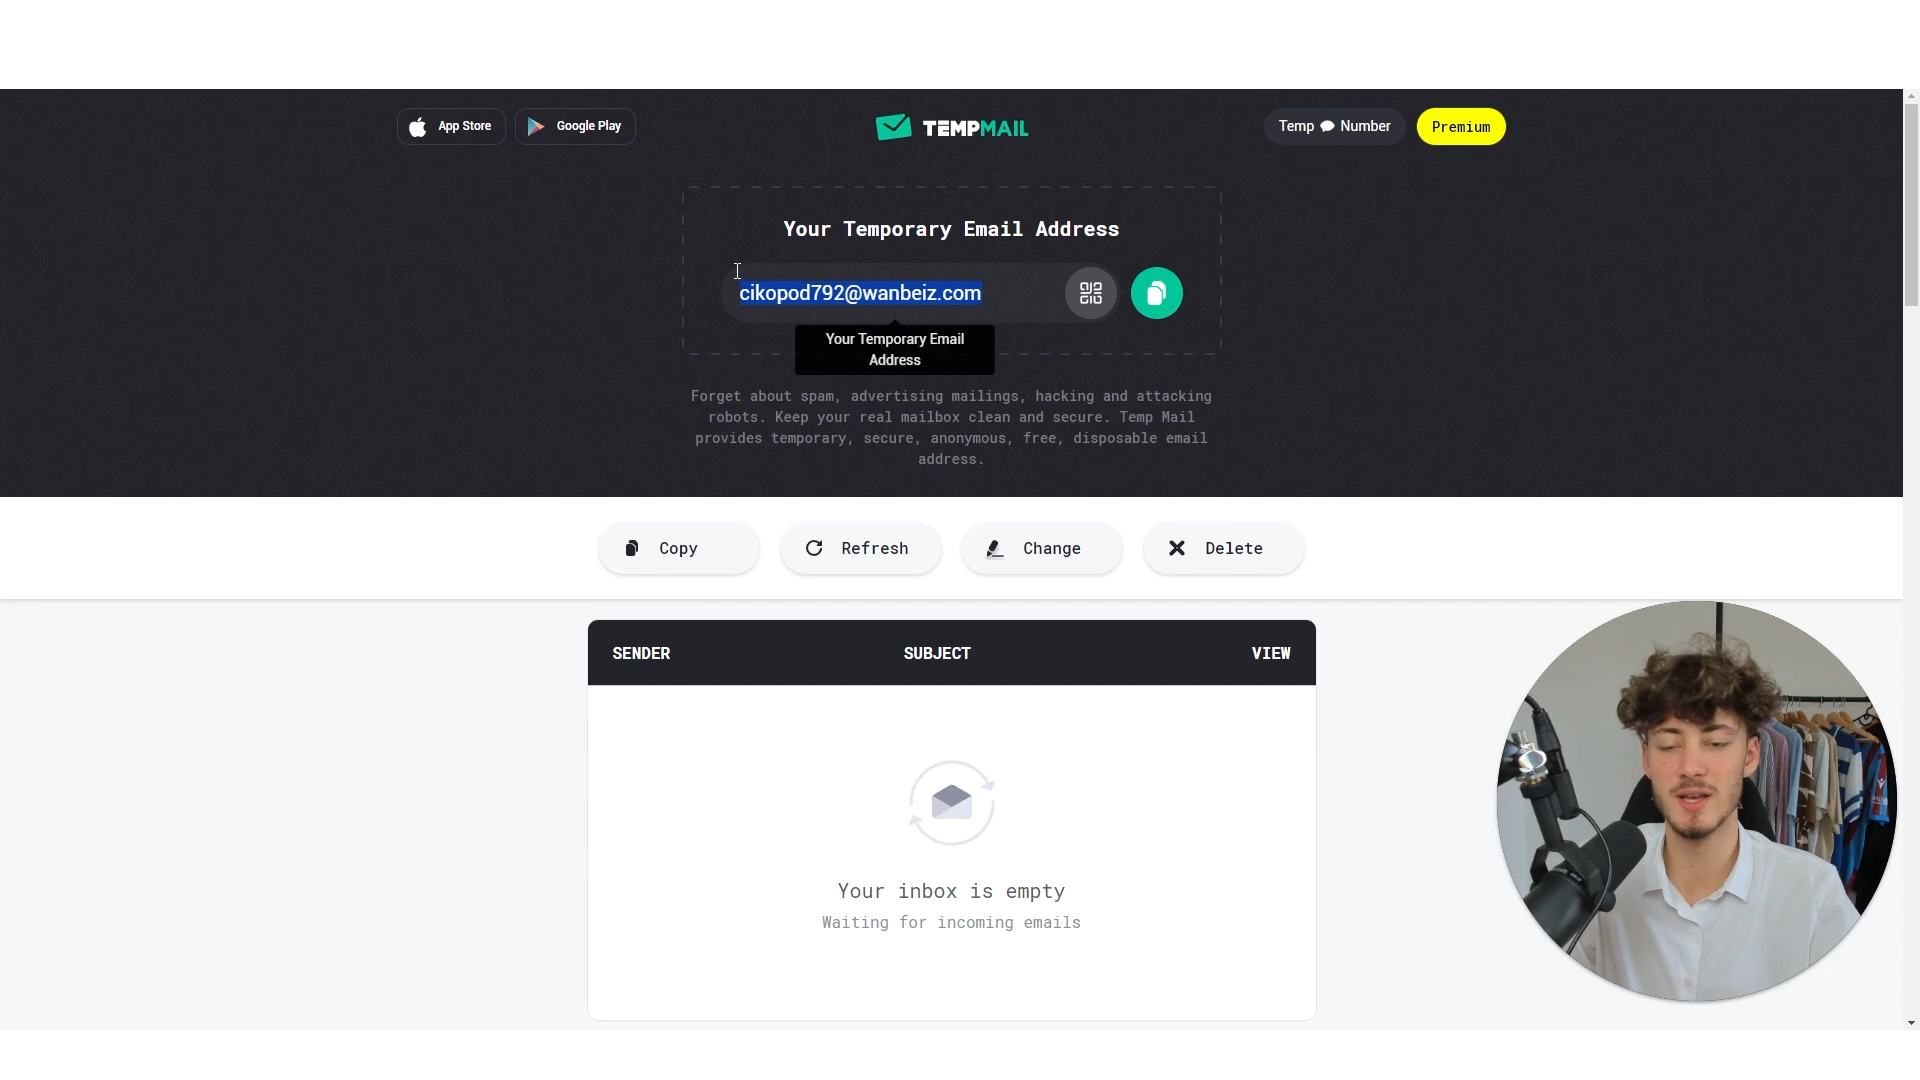 App Store
Google Play
TEMPMAIL
Temp Number
Premium
Your Temporary Email Address
cikopod792@wanbeiz.com
Your Temporary Email
Address
Forget about spam, advertising mailings, hacking and attacking
robots. Keep your real mailbox clean and secure. Temp Mail
provides temporary, secure, anonymous, free, disposable email
address.
Copy
Refresh
Change
Delete
SENDER
SUBJECT
VIEW
Your inbox is empty
Waiting for incoming emails